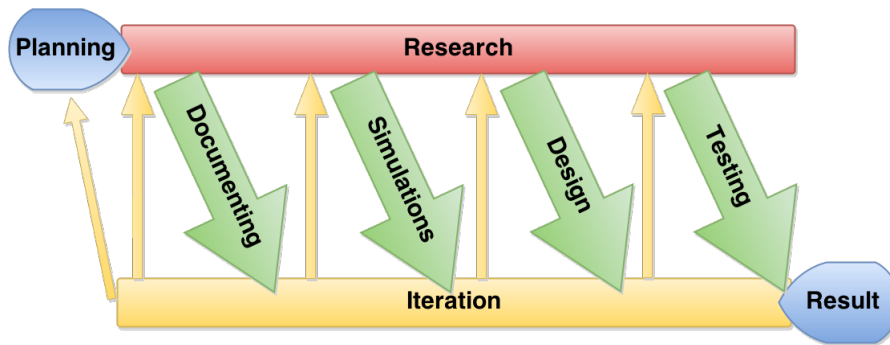 Planning
Research
Documenting
Simulations
Design
Testing
Iteration
Result